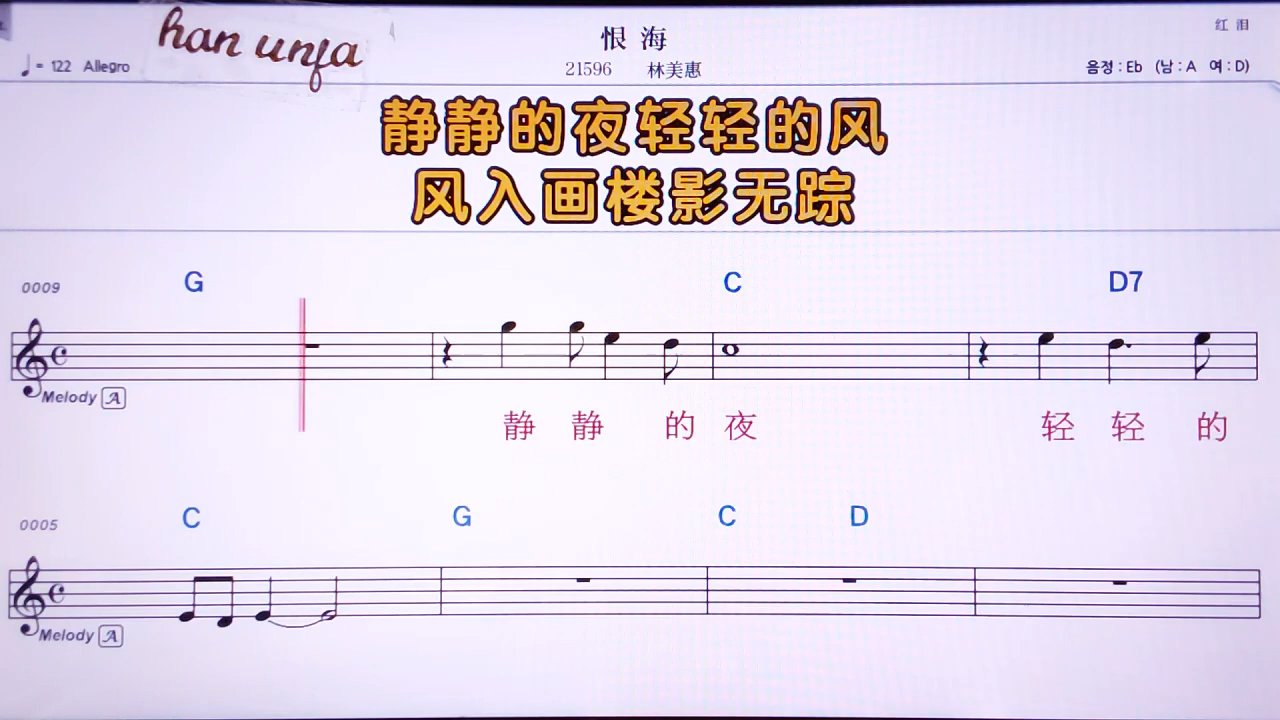 han unfa
恨海
红泪
♩= 122 Allegro
21596 林美惠
음정 : Eb (남 : A 여 : D)
静静的夜轻轻的风
风入画楼影无踪
0009 G C D7
Melody A
静 静 的 夜 轻 轻 的
0005 C G C D
Melody A